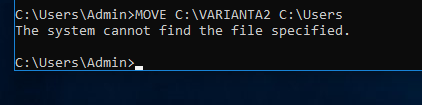 C:\Users\Admin>MOVE C:\VARIANTA2 C:\Users
The system cannot find the file specified.
C:\Users\Admin>